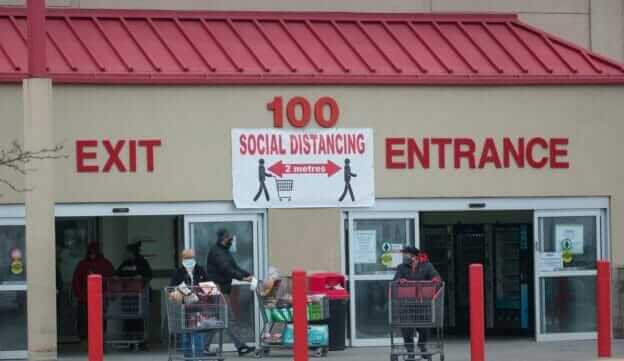 100
EXIT
SOCIAL DISTANCING
2 metres
ENTRANCE